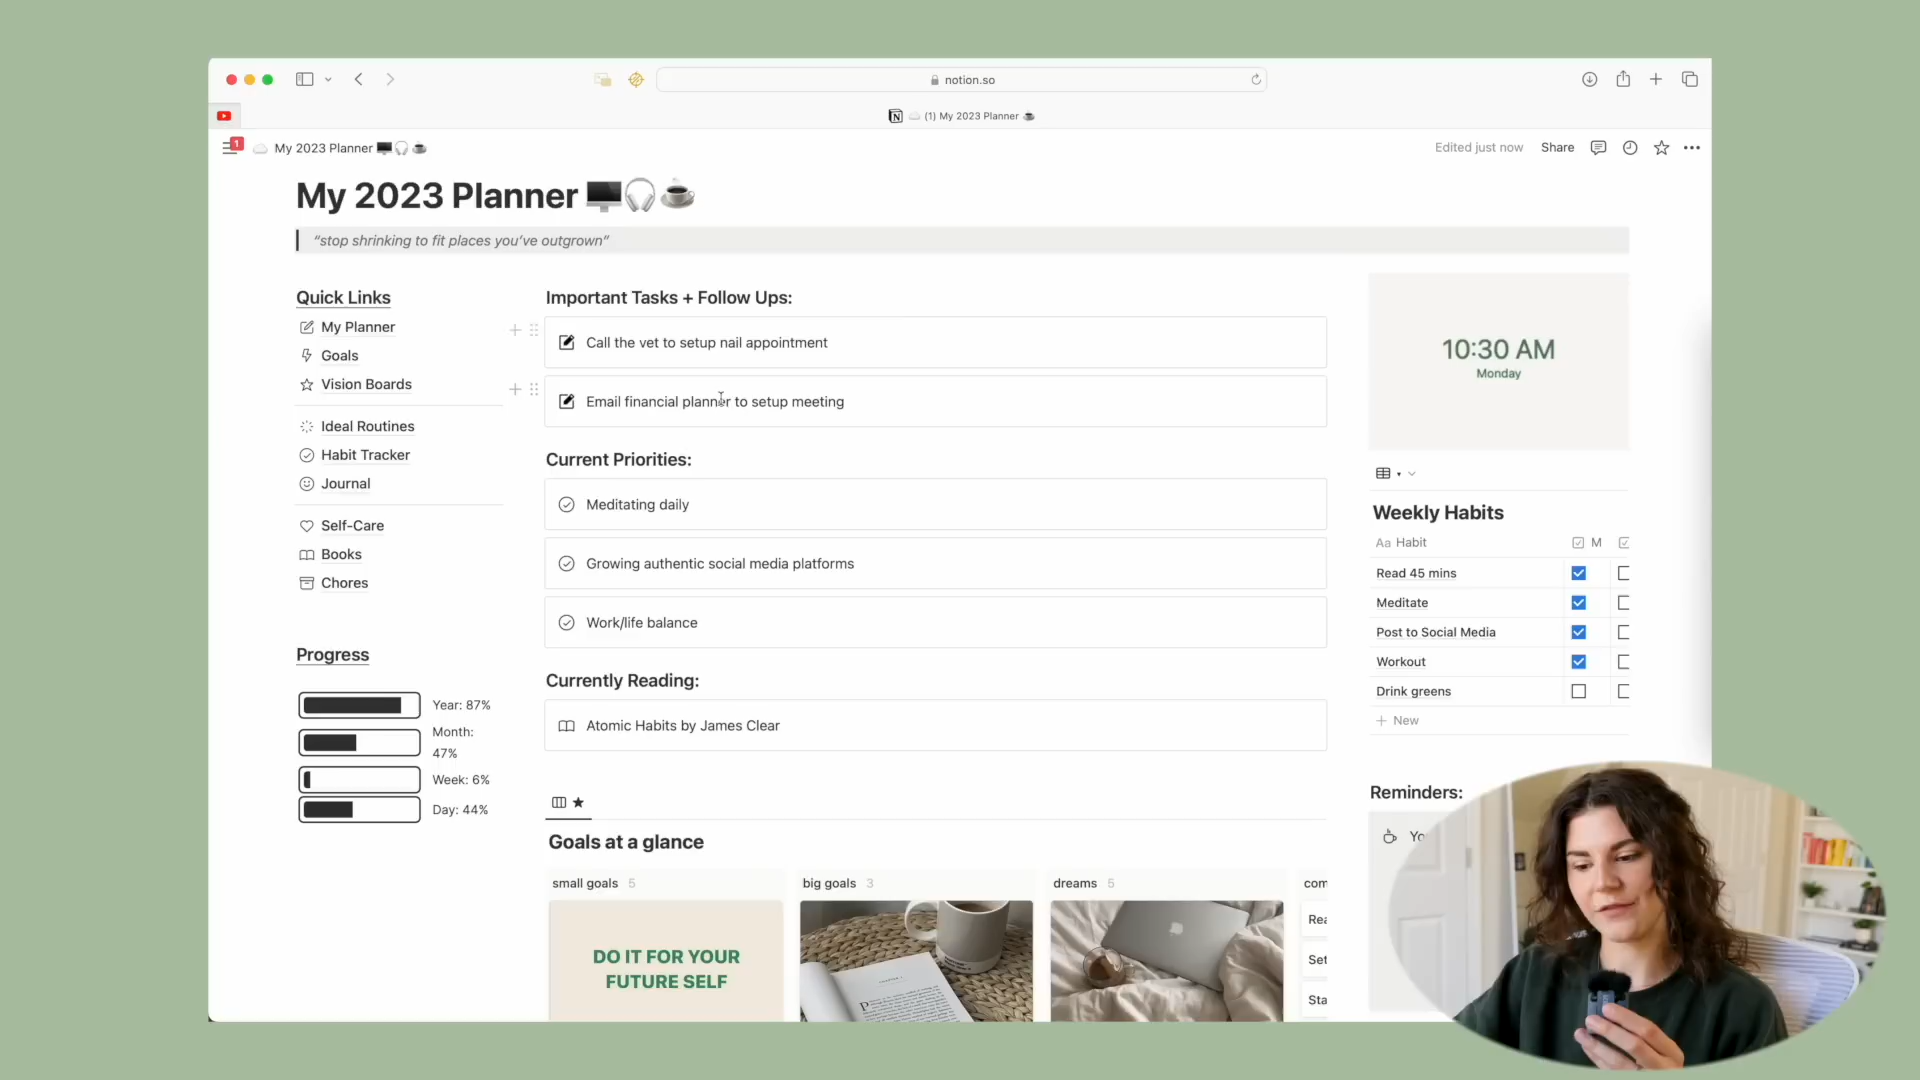 notion.so
(1) My 2023 Planner
1
My 2023 Planner
Edited just now
Share
My 2023 Planner
“stop shrinking to fit places you’ve outgrown”
Quick Links
My Planner
Goals
Vision Boards
Ideal Routines
Habit Tracker
Journal
Self-Care
Books
Chores
Progress
Year: 87%
Month:
47%
Week: 6%
Day: 44%
Important Tasks + Follow Ups:
Call the vet to setup nail appointment
Email financial planner to setup meeting
Current Priorities:
Meditating daily
Growing authentic social media platforms
Work/life balance
Currently Reading:
Atomic Habits by James Clear
Goals at a glance
small goals 5
big goals 3
dreams 5
com
DO IT FOR YOUR
FUTURE SELF
Rea
Set
Sta
10:30 AM
Monday
Weekly Habits
Aa Habit
M
Read 45 mins
Meditate
Post to Social Media
Workout
Drink greens
+ New
Reminders:
Yo